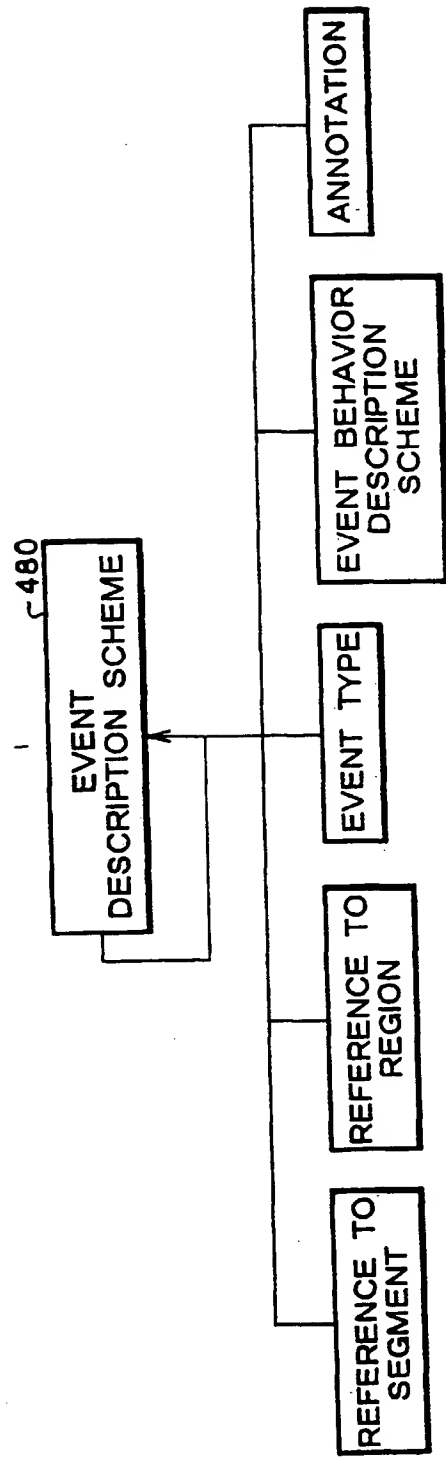 480
EVENT
DESCRIPTION SCHEME
REFERENCE TO
SEGMENT
REFERENCE TO
REGION
EVENT TYPE
EVENT BEHAVIOR
DESCRIPTION
SCHEME
ANNOTATION